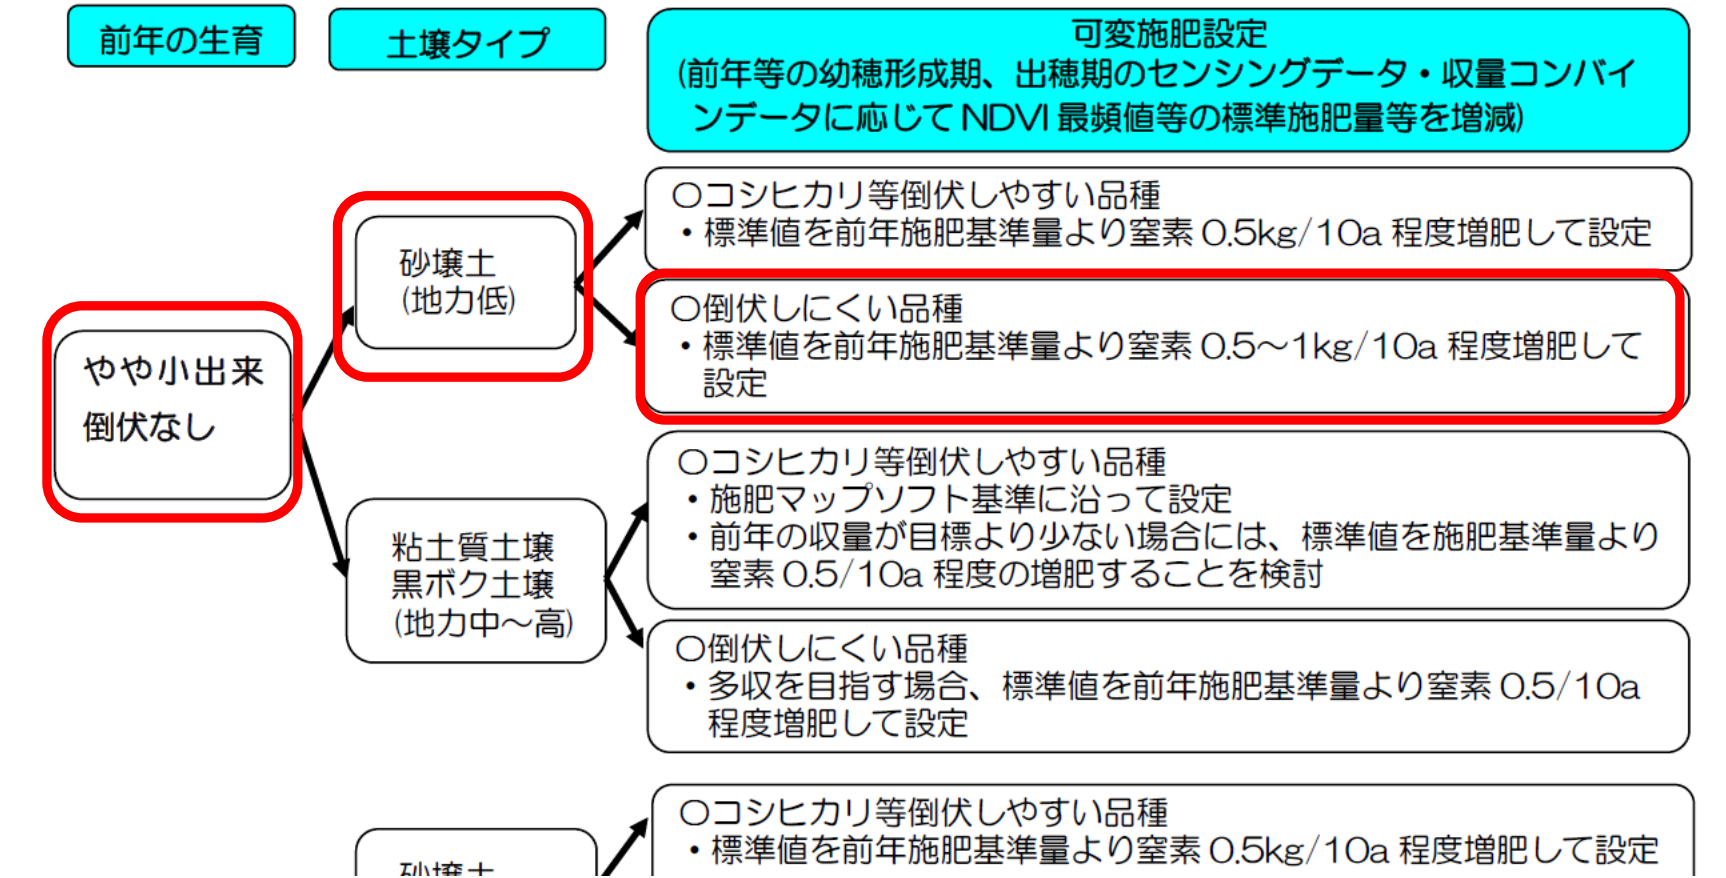 前年の生育
土壌タイプ
可変施肥設定
(前年等の幼穂形成期、出穂期のセンシングデータ・収量コンバイ
ンデータに応じて NDVI 最頻値等の標準施肥量等を増減)
やや小出来
倒伏なし
砂壌土
(地力低)
〇コシヒカリ等倒伏しやすい品種
・標準値を前年施肥基準量より窒素 0.5kg/10a 程度増肥して設定
〇倒伏しにくい品種
・標準値を前年施肥基準量より窒素 0.5～1kg/10a 程度増肥して
設定
粘土質土壌
黒ボク土壌
(地力中～高)
〇コシヒカリ等倒伏しやすい品種
・施肥マップソフト基準に沿って設定
・前年の収量が目標より少ない場合には、標準値を施肥基準量より
窒素 0.5/10a 程度の増肥することを検討
〇倒伏しにくい品種
・多収を目指す場合、標準値を前年施肥基準量より窒素 0.5/10a
程度増肥して設定
砂壌土
〇コシヒカリ等倒伏しやすい品種
・標準値を前年施肥基準量より窒素 0.5kg/10a 程度増肥して設定